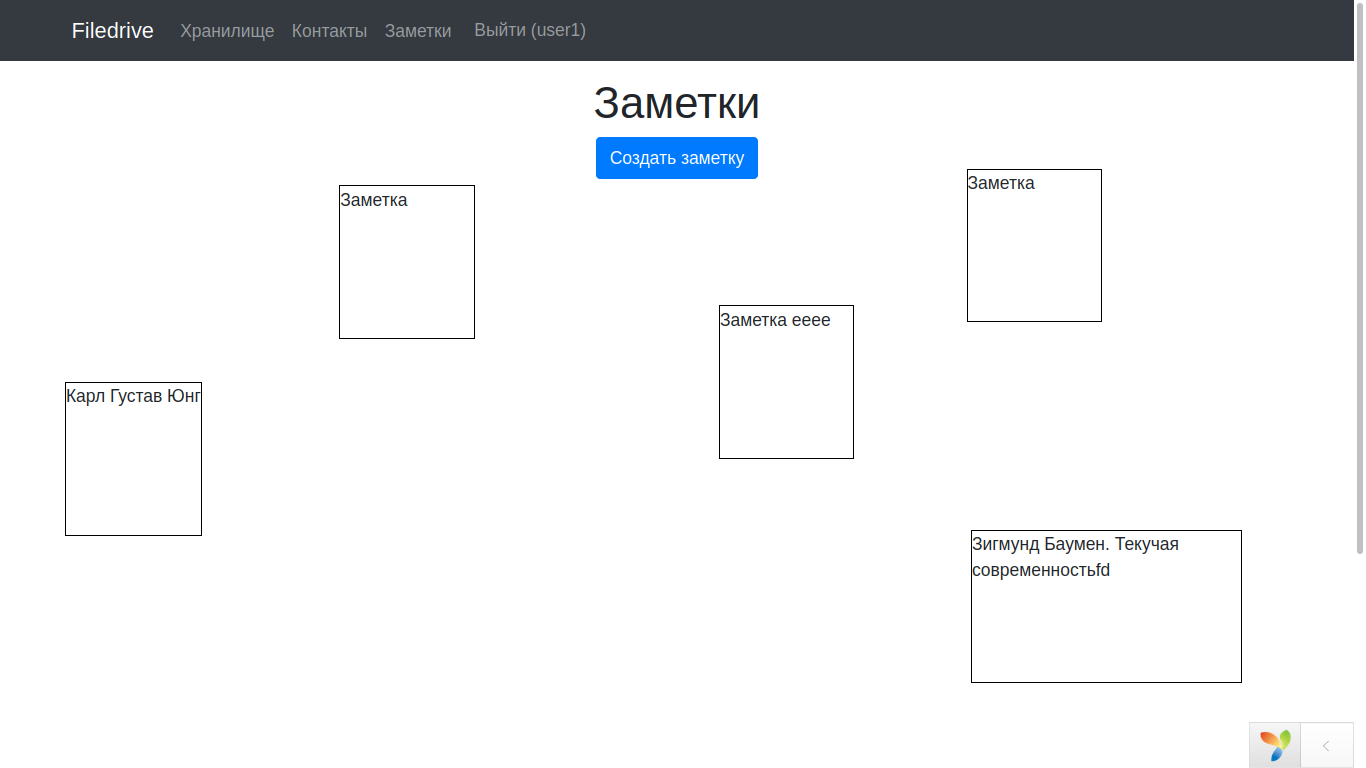 Filedrive
Хранилище
Контакты
Заметки
Выйти (user1)
Заметки
Создать заметку
Заметка
Заметка
Заметка ееее
Карл Густав Юнг
Зигмунд Баумен. Текучая
современностьfd